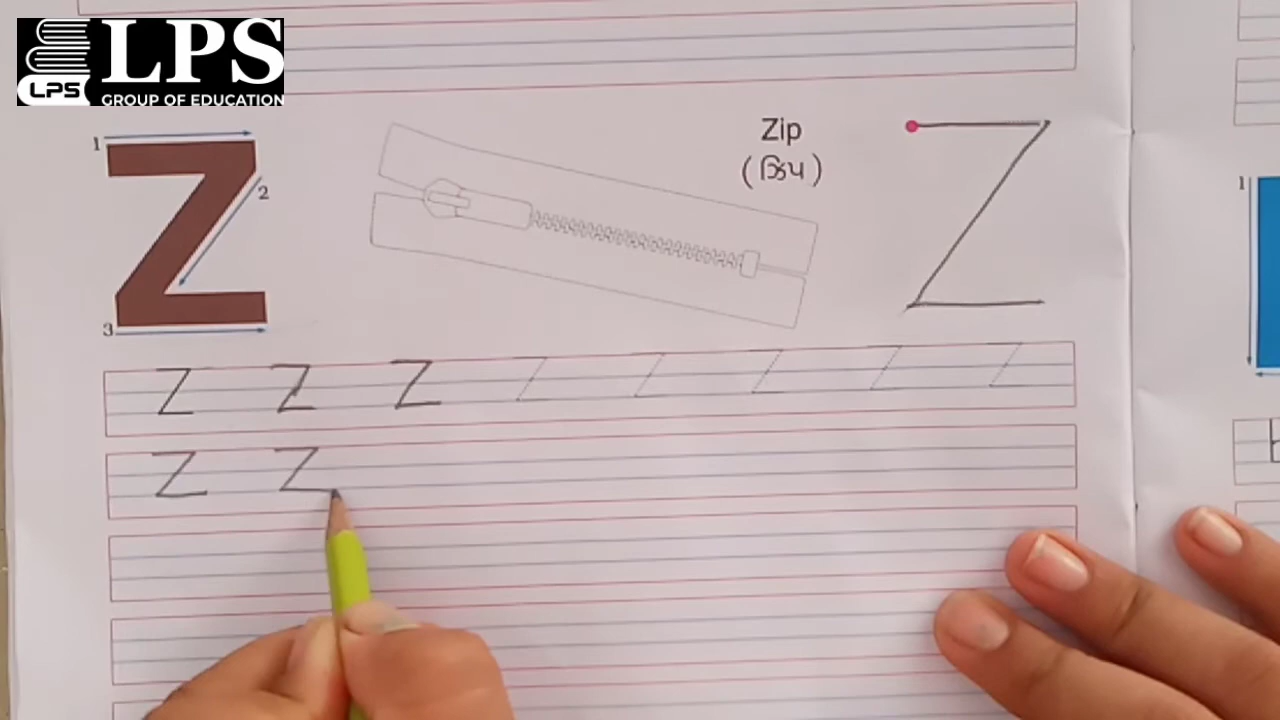 LPS
LPS
GROUP OF EDUCATION
1
2
3
Z
Zip
(ઝિપ)
Z
1
Z Z Z Z Z Z Z Z
Z Z